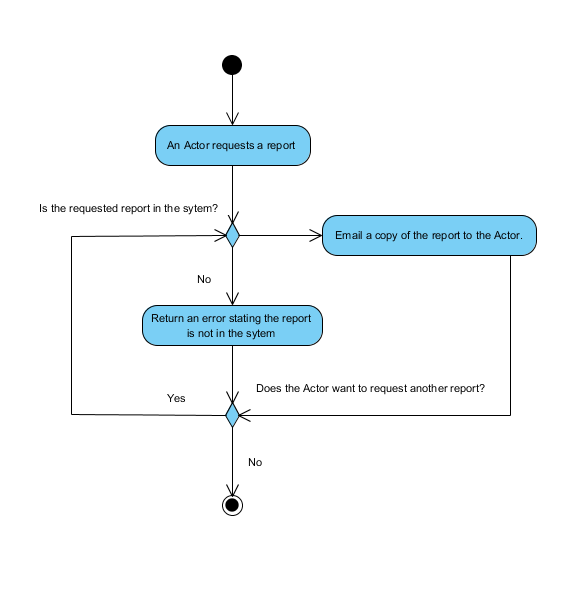 An Actor requests a report
Is the requested report in the sytem?
Email a copy of the report to the Actor.
No
Return an error stating the report
is not in the sytem
Does the Actor want to request another report?
Yes
No